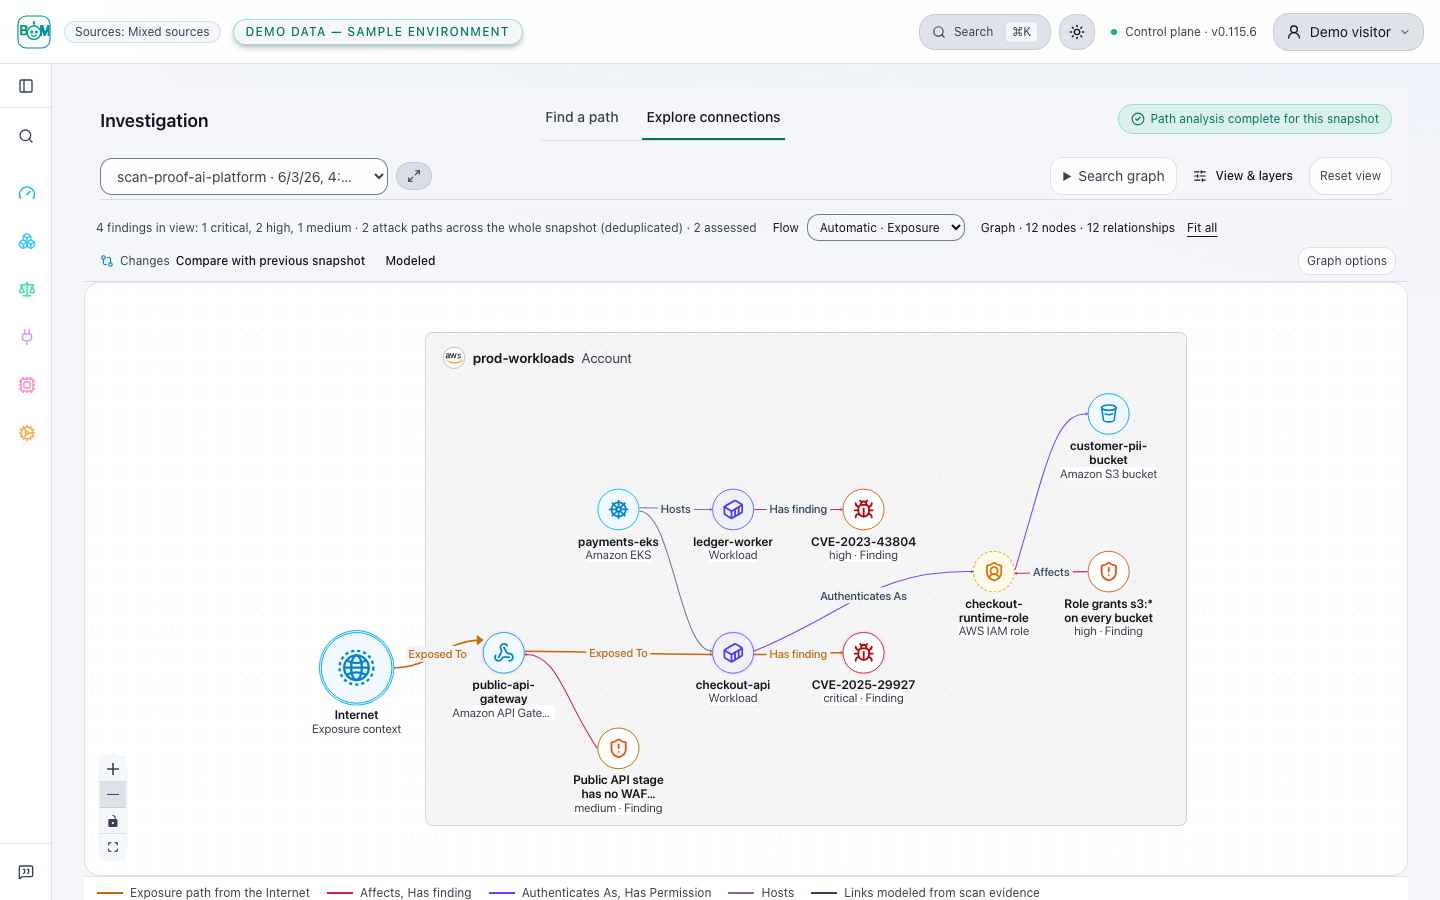 BOM
Sources: Mixed sources
DEMO DATA — SAMPLE ENVIRONMENT
Search ⌘K
Control plane · v0.115.6
Demo visitor
Investigation
Find a path
Explore connections
Path analysis complete for this snapshot
scan-proof-ai-platform · 6/3/26, 4:...
Search graph
View & layers
Reset view
4 findings in view: 1 critical, 2 high, 1 medium · 2 attack paths across the whole snapshot (deduplicated) · 2 assessed
Flow
Automatic · Exposure
Graph · 12 nodes · 12 relationships
Fit all
Changes
Compare with previous snapshot
Modeled
Graph options
aws
prod-workloads Account
customer-pii-
bucket
Amazon S3 bucket
Hosts
Has finding
payments-eks
Amazon EKS
ledger-worker
Workload
CVE-2023-43804
high · Finding
Affects
Authenticates As
checkout-
runtime-role
AWS IAM role
Role grants s3:*
on every bucket
high · Finding
Exposed To
Exposed To
Has finding
public-api-
gateway
Amazon API Gate...
checkout-api
Workload
CVE-2025-29927
critical · Finding
Internet
Exposure context
Public API stage
has no WAF...
medium · Finding
Exposure path from the Internet
Affects, Has finding
Authenticates As, Has Permission
Hosts
Links modeled from scan evidence